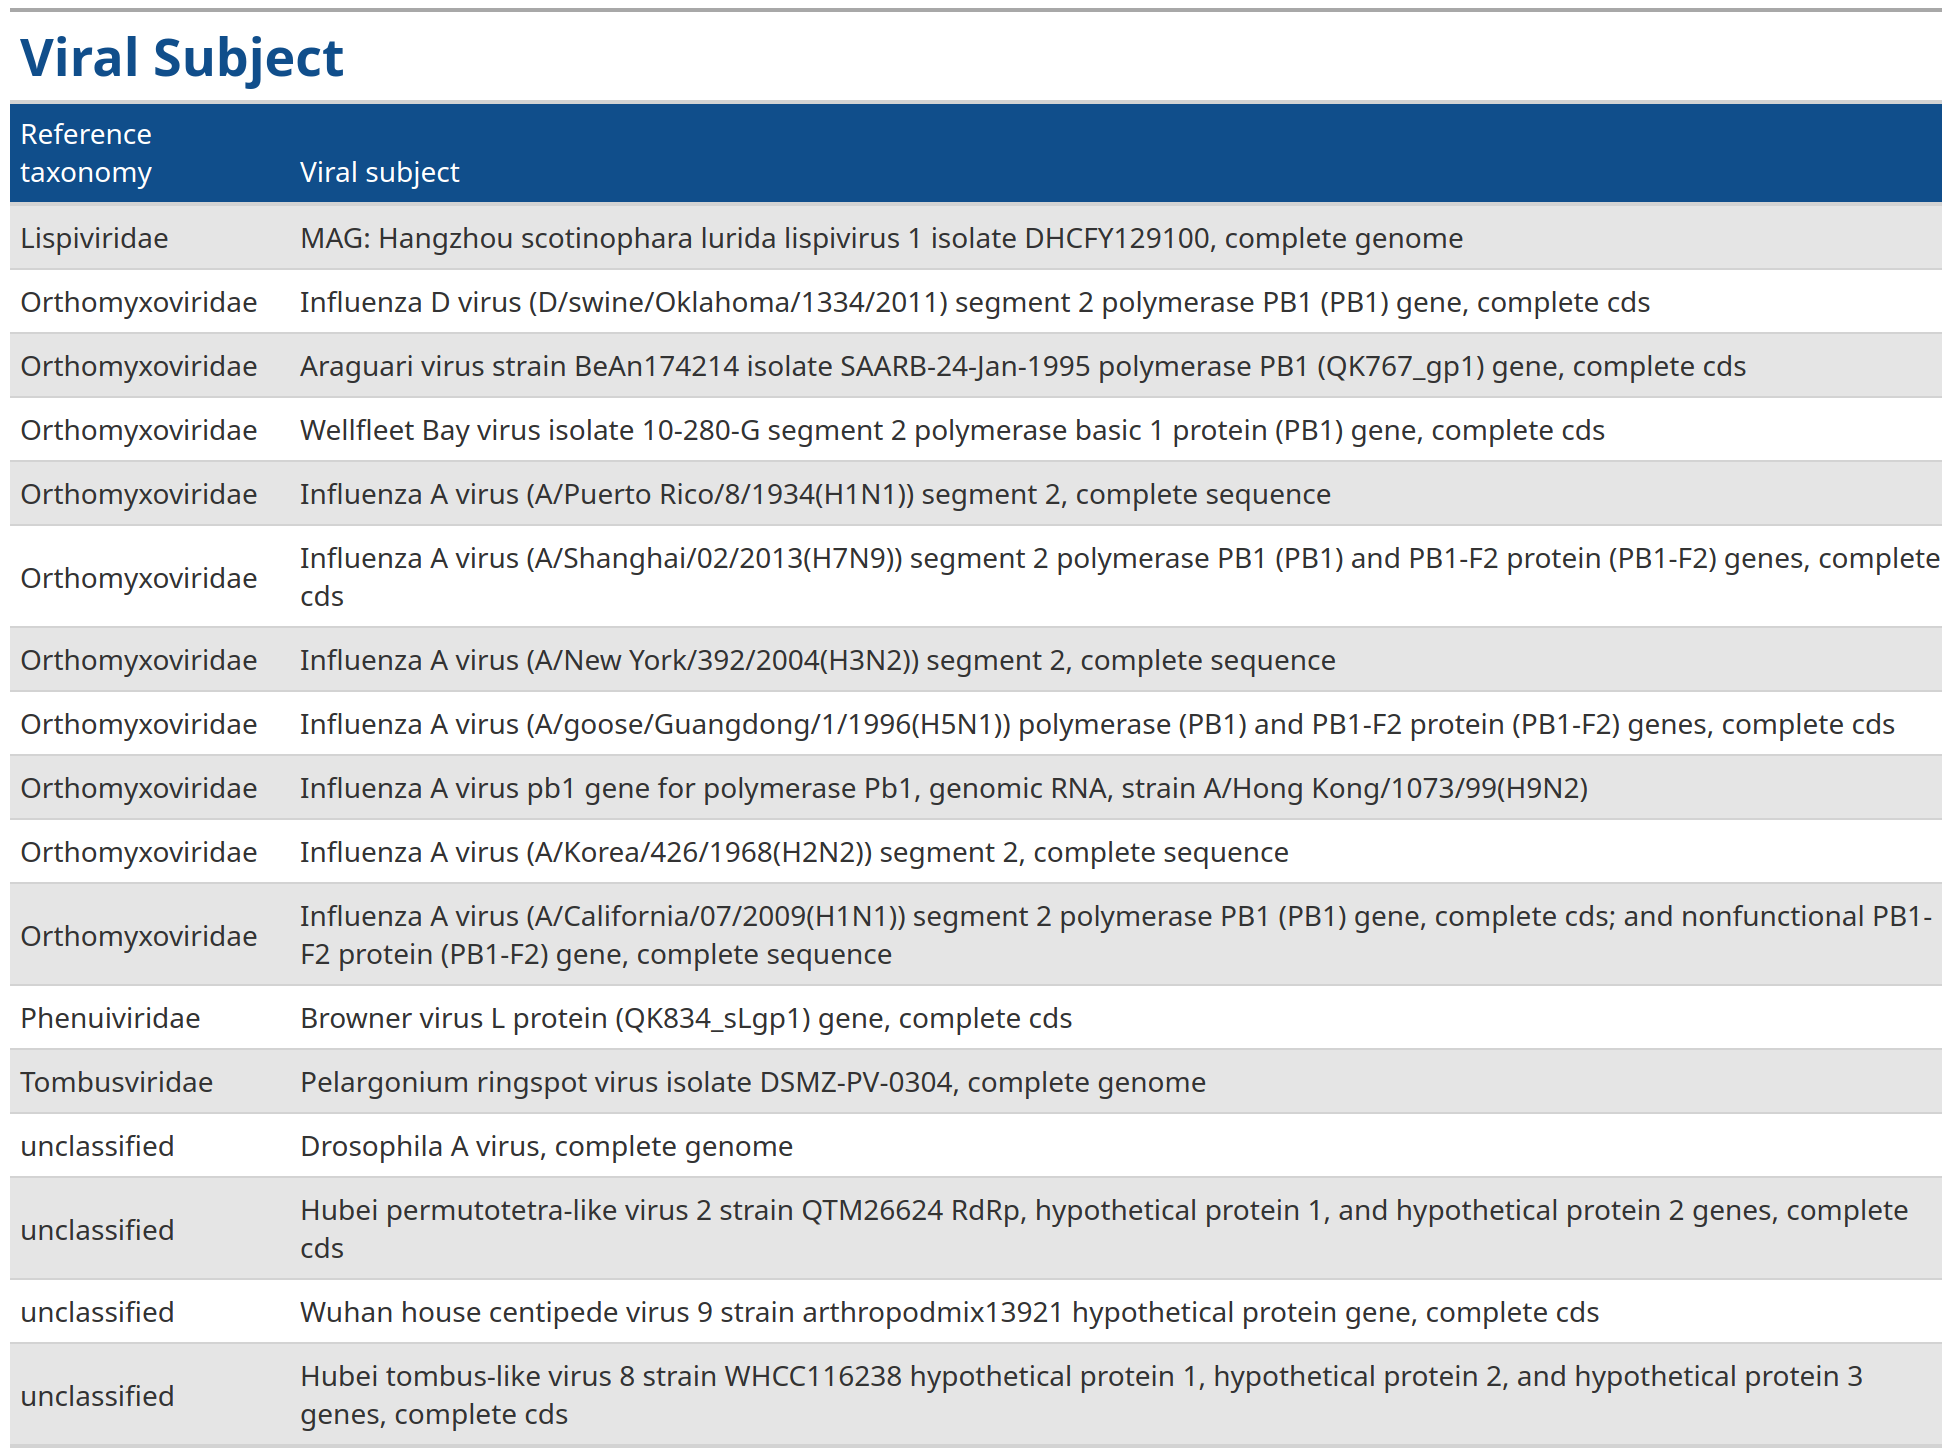 Viral Subject
Reference
taxonomy
Viral subject
Lispiviridae MAG: Hangzhou scotinophara lurida lispivirus 1 isolate DHCFY129100, complete genome
Orthomyxoviridae Influenza D virus (D/swine/Oklahoma/1334/2011) segment 2 polymerase PB1 (PB1) gene, complete cds
Orthomyxoviridae Araguari virus strain BeAn174214 isolate SAARB-24-Jan-1995 polymerase PB1 (QK767_gp1) gene, complete cds
Orthomyxoviridae Wellfleet Bay virus isolate 10-280-G segment 2 polymerase basic 1 protein (PB1) gene, complete cds
Orthomyxoviridae Influenza A virus (A/Puerto Rico/8/1934(H1N1)) segment 2, complete sequence
Orthomyxoviridae Influenza A virus (A/Shanghai/02/2013(H7N9)) segment 2 polymerase PB1 (PB1) and PB1-F2 protein (PB1-F2) genes, complete
cds
Orthomyxoviridae Influenza A virus (A/New York/392/2004(H3N2)) segment 2, complete sequence
Orthomyxoviridae Influenza A virus (A/goose/Guangdong/1/1996(H5N1)) polymerase (PB1) and PB1-F2 protein (PB1-F2) genes, complete cds
Orthomyxoviridae Influenza A virus pb1 gene for polymerase Pb1, genomic RNA, strain A/Hong Kong/1073/99(H9N2)
Orthomyxoviridae Influenza A virus (A/Korea/426/1968(H2N2)) segment 2, complete sequence
Orthomyxoviridae Influenza A virus (A/California/07/2009(H1N1)) segment 2 polymerase PB1 (PB1) gene, complete cds; and nonfunctional PB1-
F2 protein (PB1-F2) gene, complete sequence
Phenuiviridae Browner virus L protein (QK834_sLgp1) gene, complete cds
Tombusviridae Pelargonium ringspot virus isolate DSMZ-PV-0304, complete genome
unclassified Drosophila A virus, complete genome
unclassified Hubei permutotetra-like virus 2 strain QTM26624 RdRp, hypothetical protein 1, and hypothetical protein 2 genes, complete
cds
unclassified Wuhan house centipede virus 9 strain arthropodmix13921 hypothetical protein gene, complete cds
unclassified Hubei tombus-like virus 8 strain WHCC116238 hypothetical protein 1, hypothetical protein 2, and hypothetical protein 3
genes, complete cds